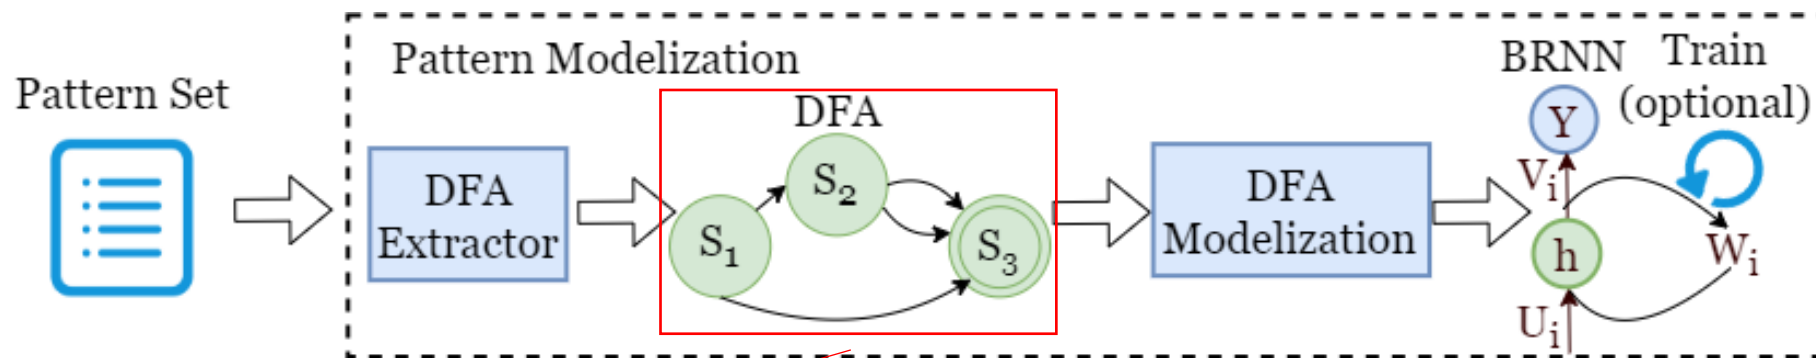 Pattern Set
Pattern Modelization
DFA
Extractor
DFA
S₁
S₂
S₃
DFA
Modelization
BRNN
Train
(optional)
Y
Vᵢ
h
Wᵢ
Uᵢ